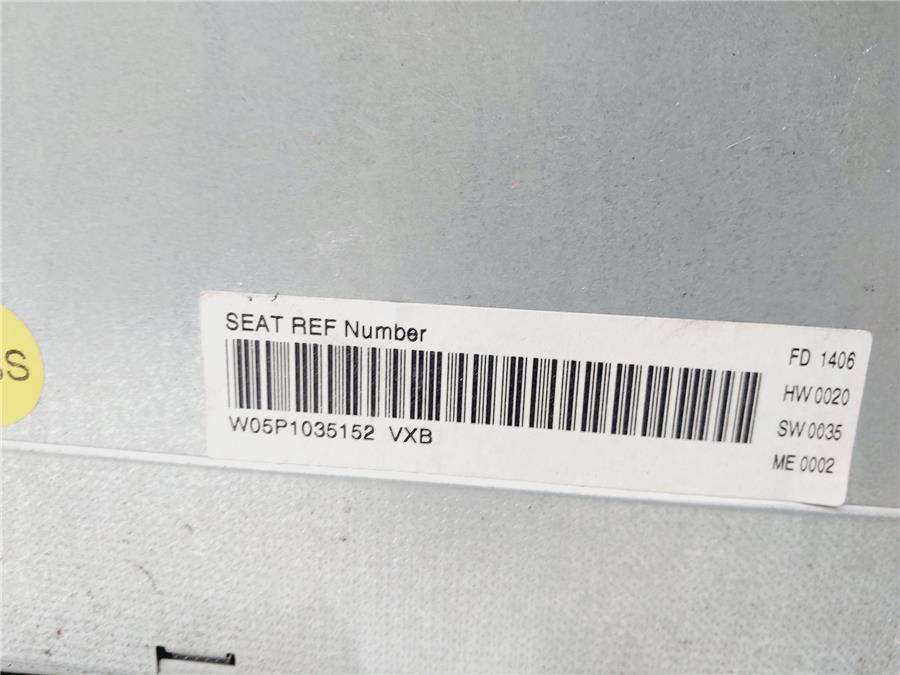 SEAT REF Number
W05P1035152 VXB
FD 1406
HW 0020
SW 0035
ME 0002